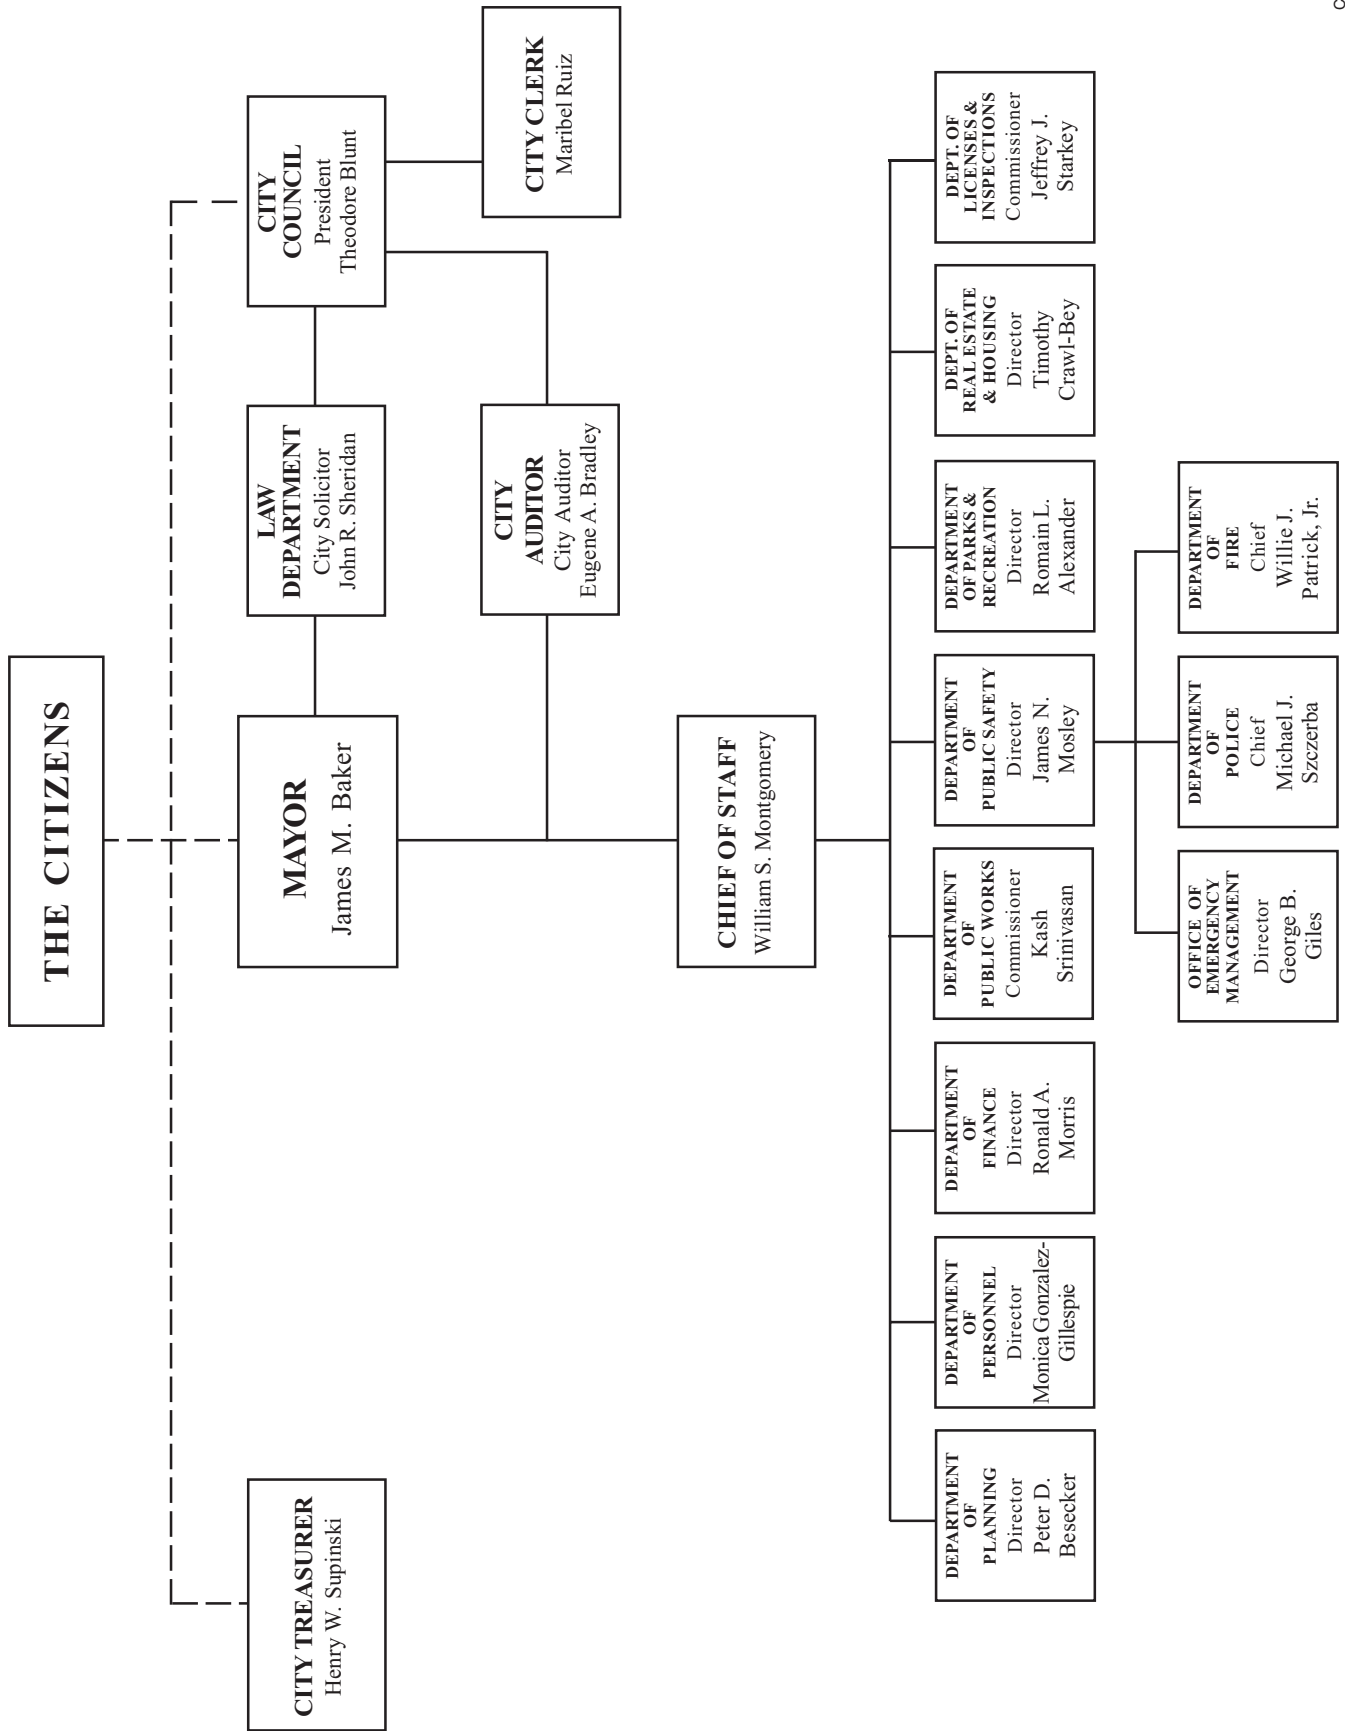 THE CITIZENS
CITY TREASURER
Henry W. Supinski
MAYOR
James M. Baker
LAW
DEPARTMENT
City Solicitor
John R. Sheridan
CITY
COUNCIL
President
Theodore Blunt
CITY
AUDITOR
City Auditor
Eugene A. Bradley
CITY CLERK
Maribel Ruiz
CHIEF OF STAFF
William S. Montgomery
DEPARTMENT
OF
PLANNING
Director
Peter D.
Besecker
DEPARTMENT
OF
PERSONNEL
Director
Monica Gonzalez-
Gillespie
DEPARTMENT
OF
FINANCE
Director
Ronald A.
Morris
DEPARTMENT
OF
PUBLIC WORKS
Commissioner
Kash
Srinivasan
DEPARTMENT
OF
PUBLIC SAFETY
Director
James N.
Mosley
DEPARTMENT
OF PARKS &
RECREATION
Director
Romain L.
Alexander
DEPT. OF
REAL ESTATE
& HOUSING
Director
Timothy
Crawl-Bey
DEPT. OF
LICENSES &
INSPECTIONS
Commissioner
Jeffrey J.
Starkey
OFFICE OF
EMERGENCY
MANAGEMENT
Director
George B.
Giles
DEPARTMENT
OF
POLICE
Chief
Michael J.
Szczerba
DEPARTMENT
OF
FIRE
Chief
Willie J.
Patrick, Jr.